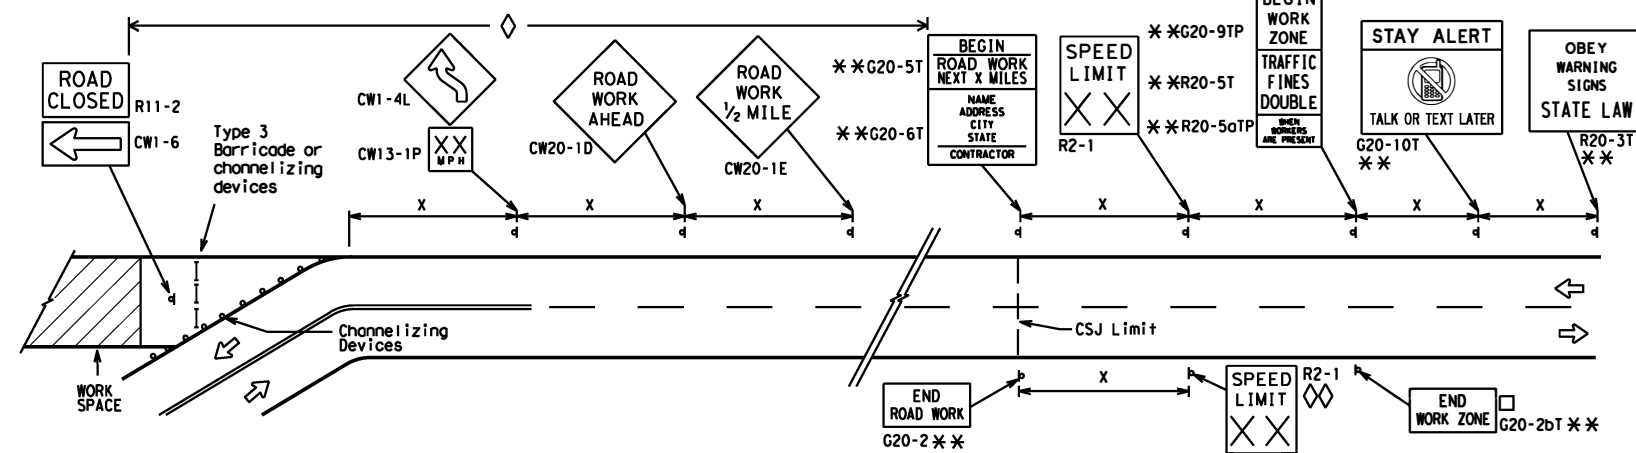 ROAD
CLOSED
R11-2
CW1-6
Type 3
Barricade or
channelizing
devices
CW1-4L
XX
MPH
CW13-1P
ROAD
WORK
AHEAD
CW20-1D
ROAD
WORK
1/2 MILE
CW20-1E
**G20-5T
**G20-6T
BEGIN
ROAD WORK
NEXT X MILES
NAME
ADDRESS
CITY
STATE
CONTRACTOR
SPEED
LIMIT
XX
R2-1
**G20-9TP
**R20-5T
**R20-5aTP
BEGIN
WORK
ZONE
TRAFFIC
FINES
DOUBLE
WHEN
WORKERS
ARE PRESENT
STAY ALERT
TALK OR TEXT LATER
G20-10T
**
OBEY
WARNING
SIGNS
STATE LAW
R20-3T
**
X
X
X
X
X
X
X
Channelizing
Devices
WORK
SPACE
CSJ Limit
END
ROAD WORK
G20-2 **
X
SPEED
LIMIT
XX
R2-1
END
WORK ZONE
G20-2bT **